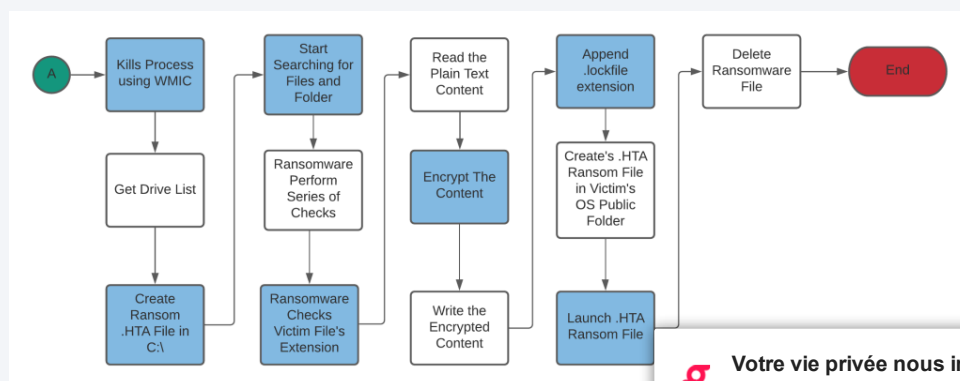 A
Kills Process
using WMIC
Get Drive List
Create
Ransom
.HTA File in
C:\
Start
Searching for
Files and
Folder
Ransomware
Perform
Series of
Checks
Ransomware
Checks
Victim File's
Extension
Read the
Plain Text
Content
Encrypt The
Content
Write the
Encrypted
Content
Append
.lockfile
extension
Create's .HTA
Ransom File
in Victim's
OS Public
Folder
Launch .HTA
Ransom File
Delete
Ransomware
File
End
Votre vie privée nous